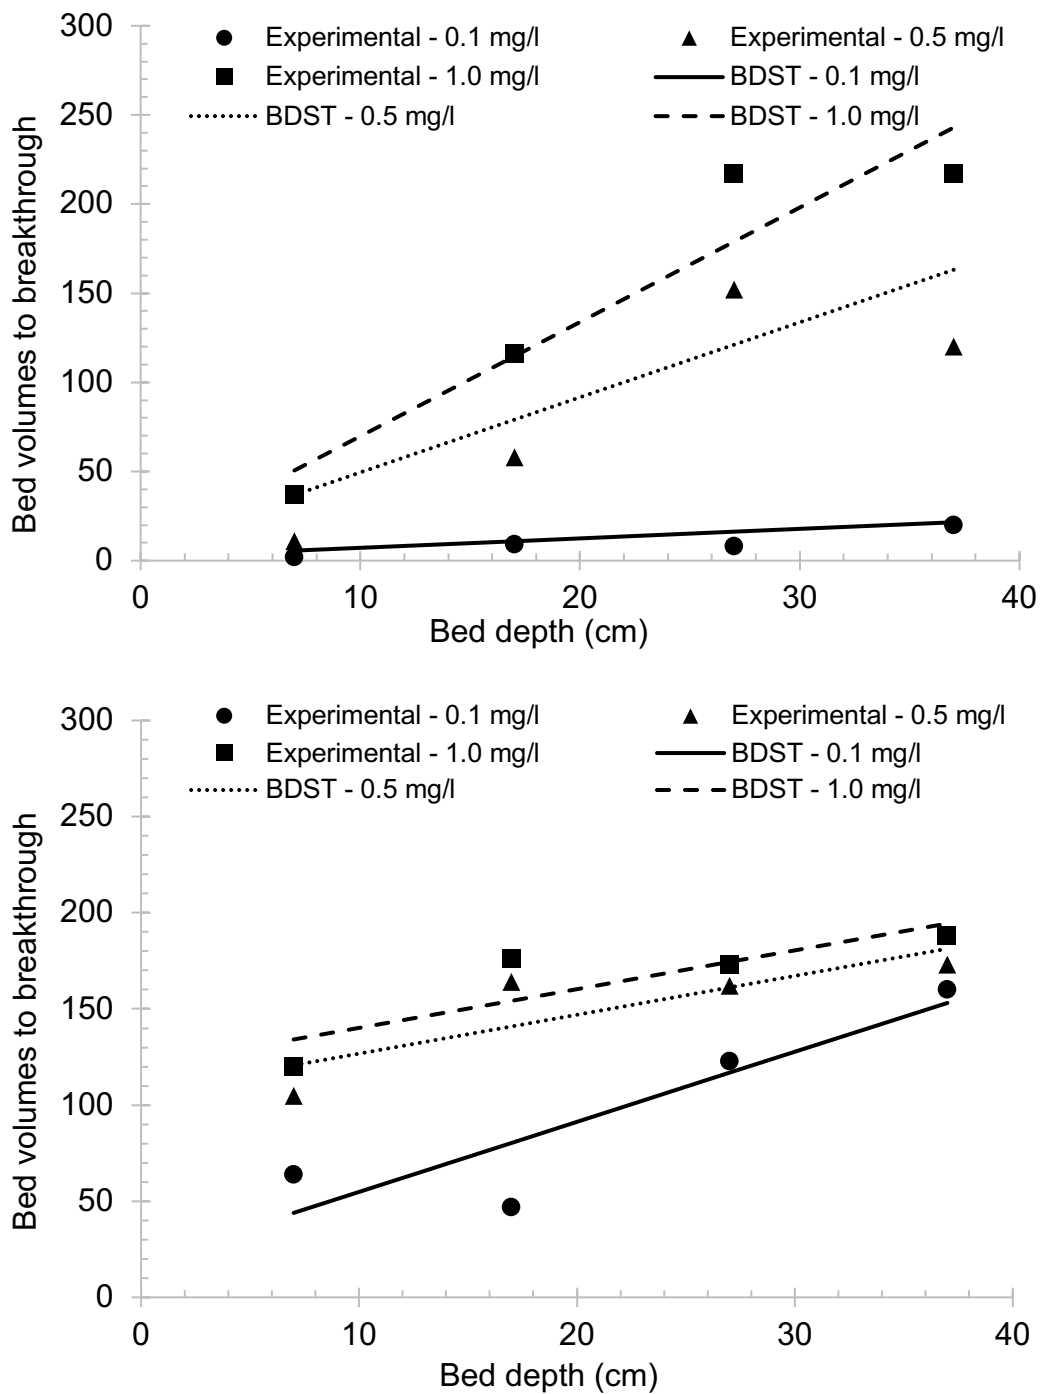 300
250
200
150
100
50
0
Bed volumes to breakthrough
Experimental - 0.1 mg/l
Experimental - 0.5 mg/l
Experimental - 1.0 mg/l
BDST - 0.1 mg/l
BDST - 0.5 mg/l
BDST - 1.0 mg/l
0 10 20 30 40
Bed depth (cm)
300
250
200
150
100
50
0
Bed volumes to breakthrough
Experimental - 0.1 mg/l
Experimental - 0.5 mg/l
Experimental - 1.0 mg/l
BDST - 0.1 mg/l
BDST - 0.5 mg/l
BDST - 1.0 mg/l
0 10 20 30 40
Bed depth (cm)